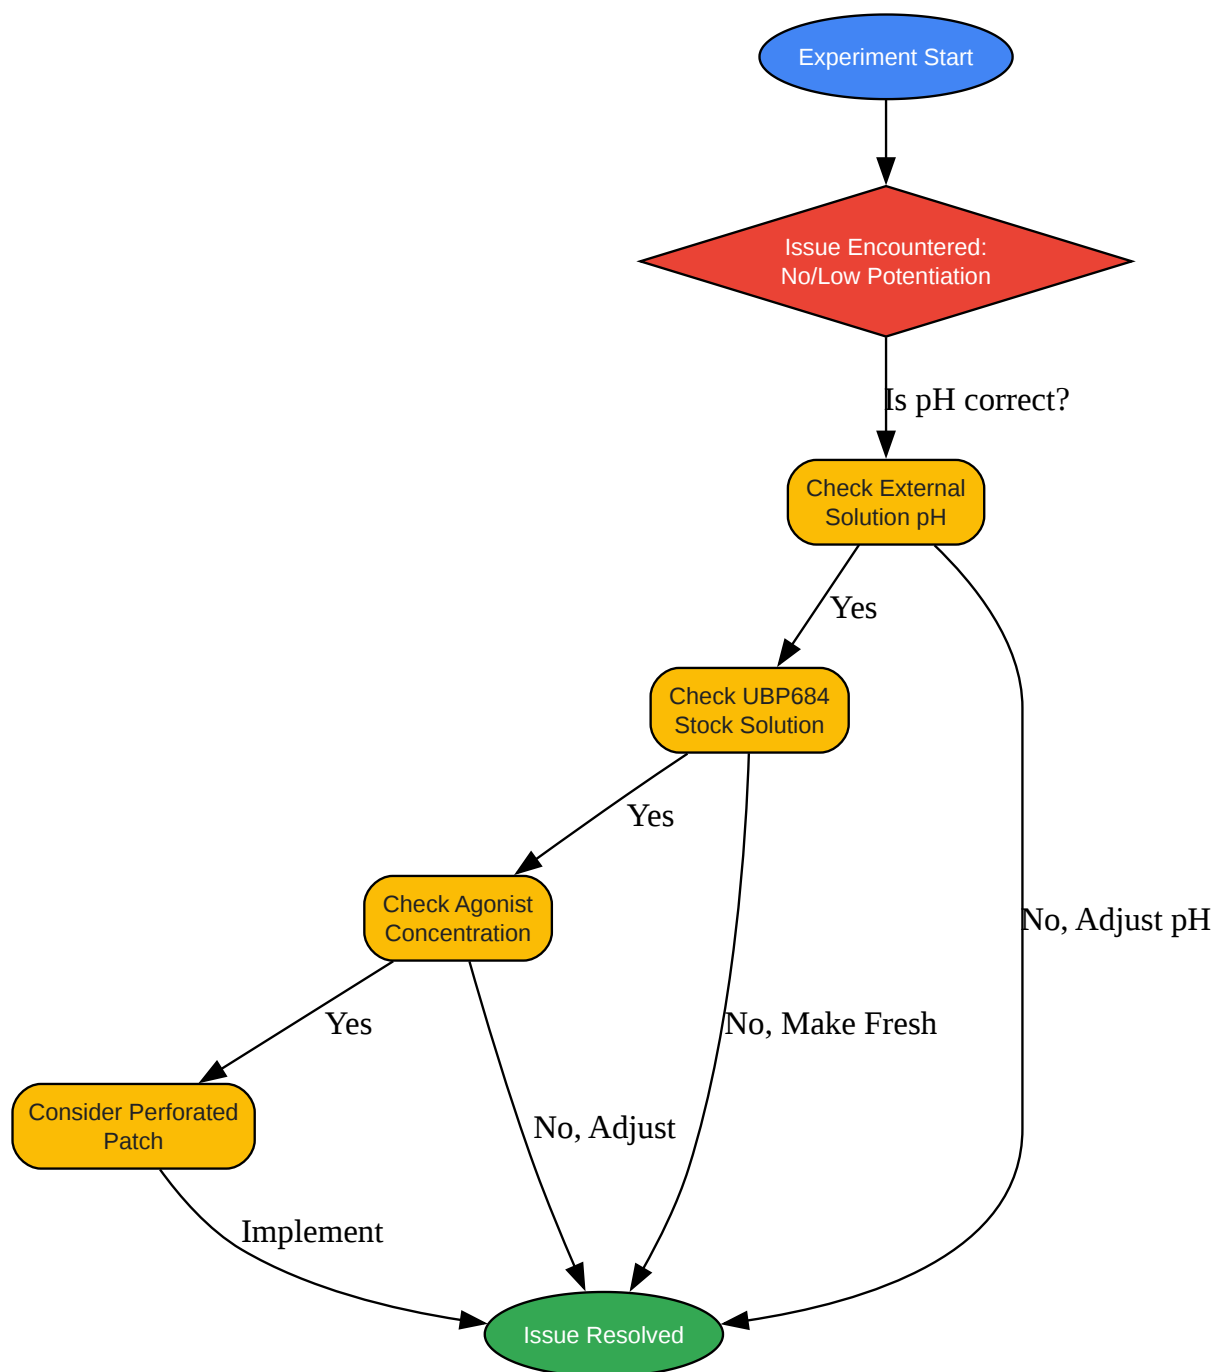 Experiment Start
Issue Encountered:
No/Low Potentiation
Is pH correct?
Check External
Solution pH
Yes
Check UBP684
Stock Solution
Yes
Check Agonist
Concentration
No, Adjust pH
Yes
No, Make Fresh
Consider Perforated
Patch
No, Adjust
Implement
Issue Resolved